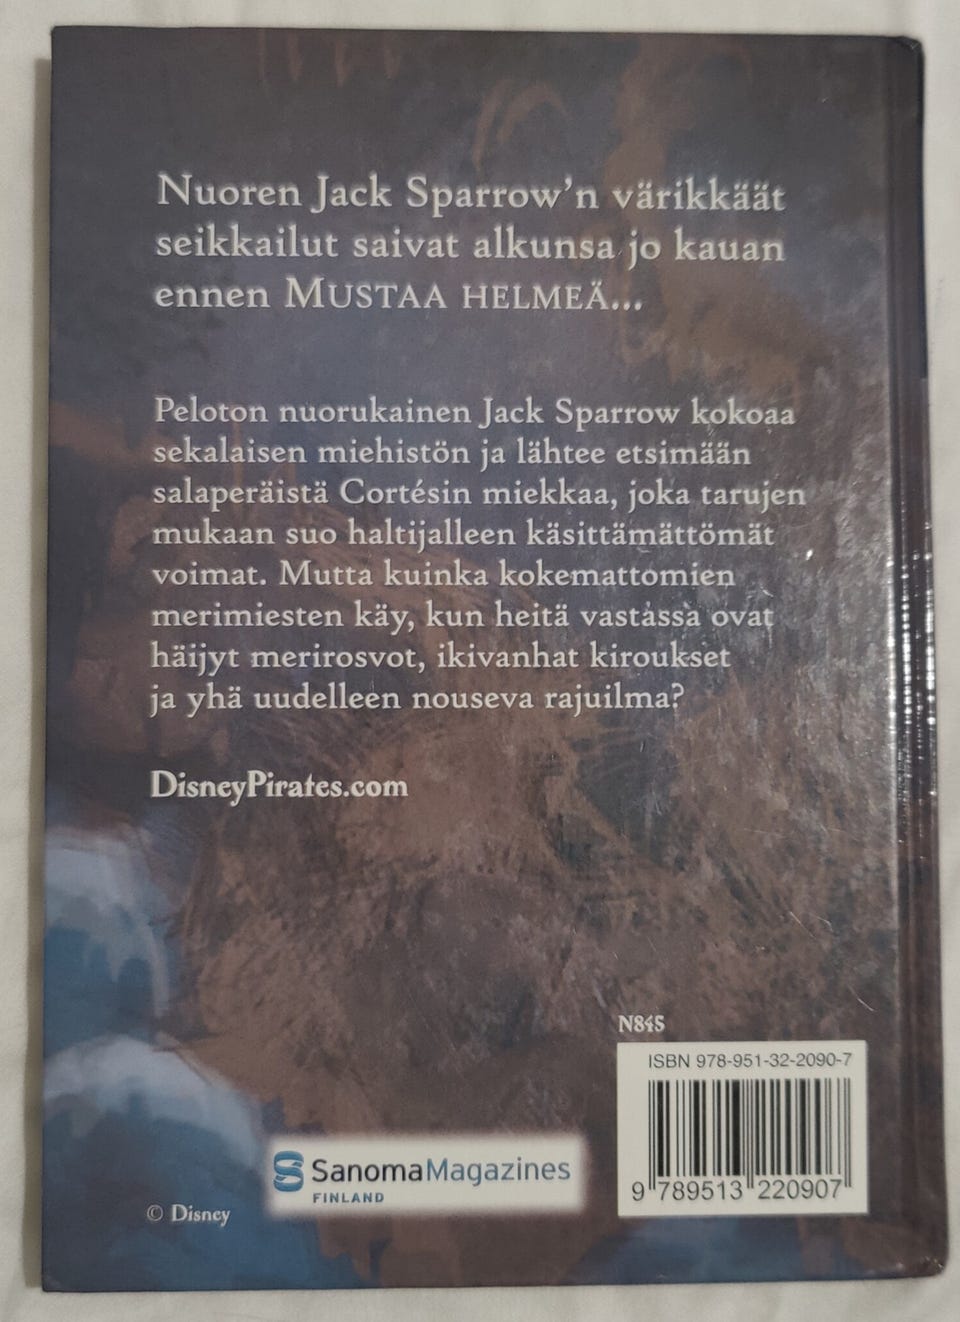 Nuoren Jack Sparrow’n värikkäät
seikkailut saivat alkunsa jo kauan
ennen MUSTAA HELMEÄ...
Peloton nuorukainen Jack Sparrow kokoaa
sekalaisen miehistön ja lähtee etsimään
salaperäistä Cortésin miekkaa, joka tarujen
mukaan suo haltijalleen käsittämättömät
voimat. Mutta kuinka kokemattomien
merimiesten käy, kun heitä vastassa ovat
häijyt merirosvot, ikivanhat kiroukset
ja yhä uudelleen nouseva rajuilma?
DisneyPirates.com
N845
ISBN 978-951-32-2090-7
9 789513 220907
SanomaMagazines
FINLAND
© Disney